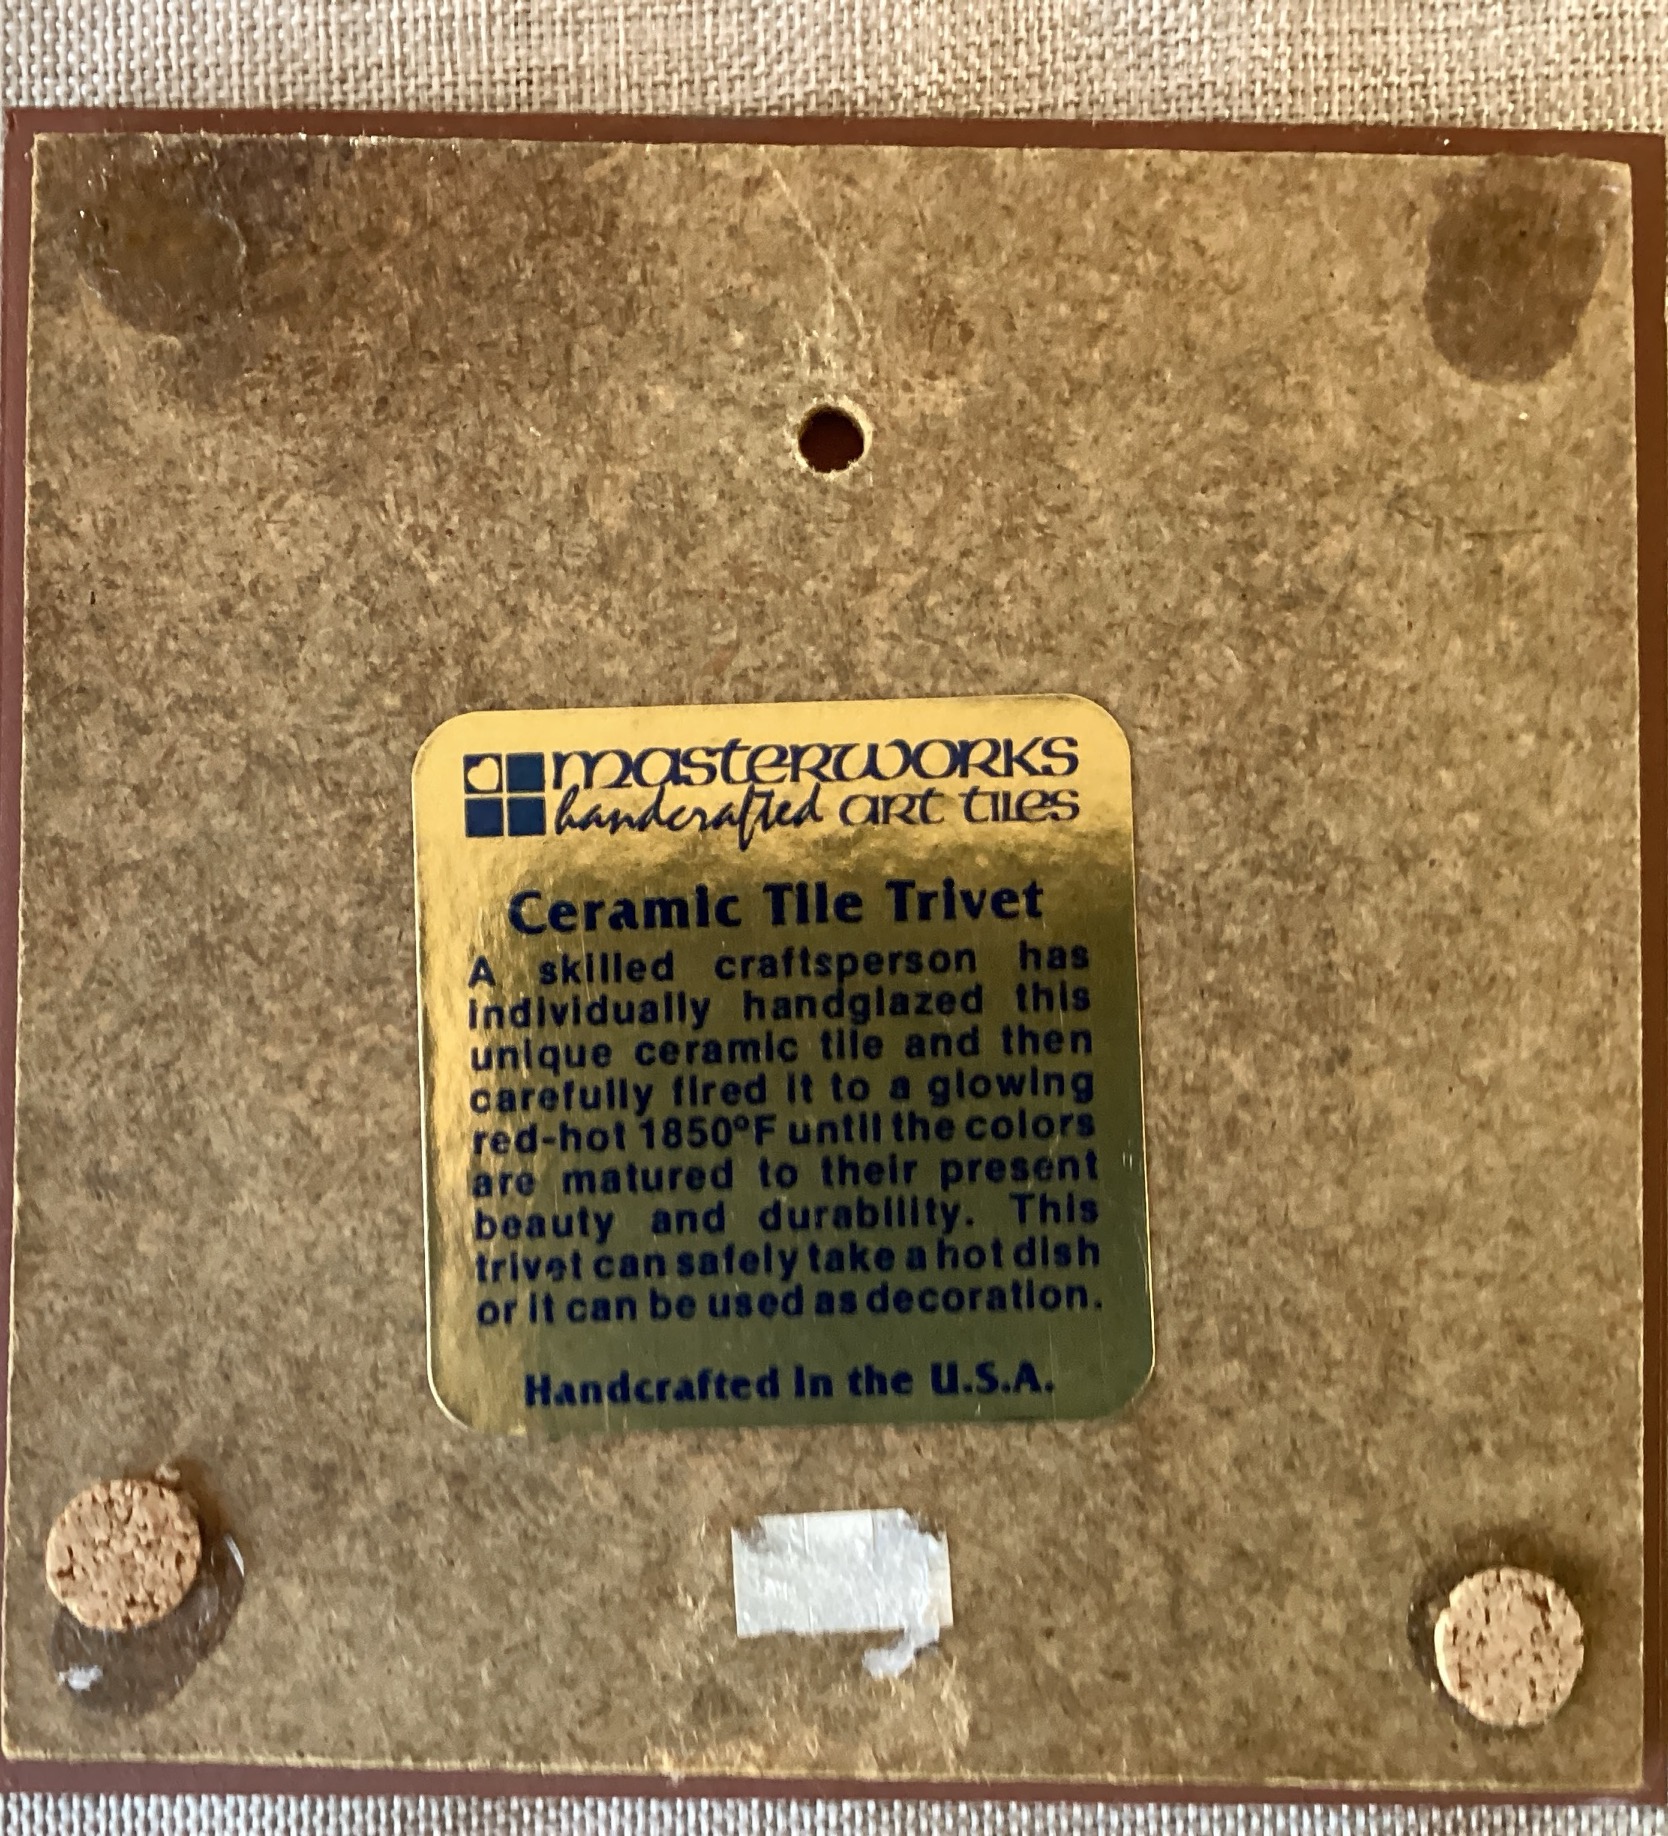 masterworks
handcrafted art tiles
Ceramic Tile Trivet
A skilled craftsperson has
individually handglazed this
unique ceramic tile and then
carefully fired it to a glowing
red-hot 1850°F until the colors
are matured to their present
beauty and durability. This
trivet can safely take a hot dish
or it can be used as decoration.
Handcrafted in the U.S.A.